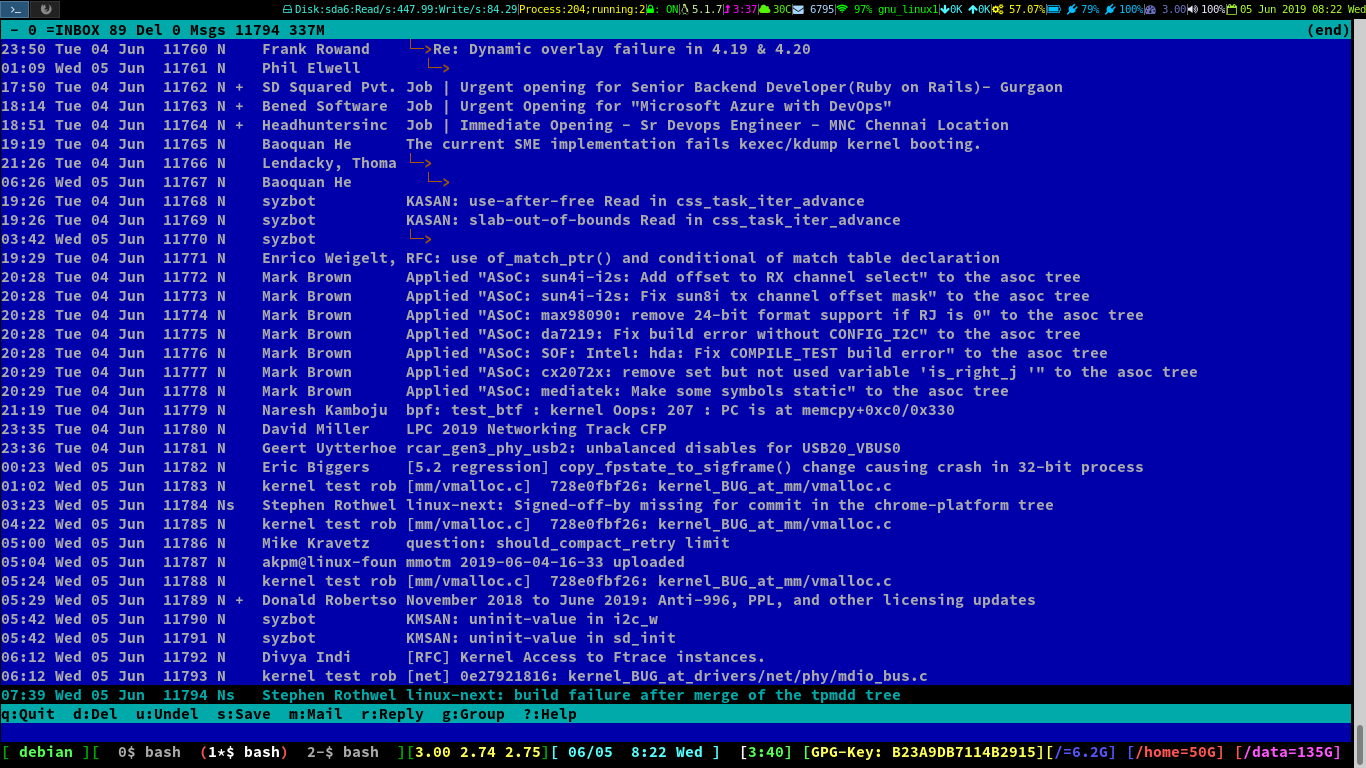 Disk:sda6:Read/s:447.99:Write/s:84.29|Process:204;running:2 : ON 5.1.7 3:37 30C 6795 97% gnu_linux1 0K 0K 57.07% 79% 100% 3.00 100% 05 Jun 2019 08:22 Wed
- 0 =INBOX 89 Del 0 Msgs 11794 337M (end)
23:50 Tue 04 Jun 11760 N Frank Rowand └─>Re: Dynamic overlay failure in 4.19 & 4.20
01:09 Wed 05 Jun 11761 N Phil Elwell └─>
17:50 Tue 04 Jun 11762 N + SD Squared Pvt. Job | Urgent opening for Senior Backend Developer(Ruby on Rails)- Gurgaon
18:14 Tue 04 Jun 11763 N + Bened Software Job | Urgent Opening for "Microsoft Azure with DevOps"
18:51 Tue 04 Jun 11764 N + Headhuntersinc Job | Immediate Opening - Sr Devops Engineer - MNC Chennai Location
19:19 Tue 04 Jun 11765 N Baoquan He The current SME implementation fails kexec/kdump kernel booting.
21:26 Tue 04 Jun 11766 N Lendacky, Thoma └─>
06:26 Wed 05 Jun 11767 N Baoquan He └─>
19:26 Tue 04 Jun 11768 N syzbot KASAN: use-after-free Read in css_task_iter_advance
19:26 Tue 04 Jun 11769 N syzbot KASAN: slab-out-of-bounds Read in css_task_iter_advance
03:42 Wed 05 Jun 11770 N syzbot └─>
19:29 Tue 04 Jun 11771 N Enrico Weigelt, RFC: use of_match_ptr() and conditional of match table declaration
20:28 Tue 04 Jun 11772 N Mark Brown Applied "ASoC: sun4i-i2s: Add offset to RX channel select" to the asoc tree
20:28 Tue 04 Jun 11773 N Mark Brown Applied "ASoC: sun4i-i2s: Fix sun8i tx channel offset mask" to the asoc tree
20:28 Tue 04 Jun 11774 N Mark Brown Applied "ASoC: max98090: remove 24-bit format support if RJ is 0" to the asoc tree
20:28 Tue 04 Jun 11775 N Mark Brown Applied "ASoC: da7219: Fix build error without CONFIG_I2C" to the asoc tree
20:28 Tue 04 Jun 11776 N Mark Brown Applied "ASoC: SOF: Intel: hda: Fix COMPILE_TEST build error" to the asoc tree
20:29 Tue 04 Jun 11777 N Mark Brown Applied "ASoC: cx2072x: remove set but not used variable 'is_right_j '" to the asoc tree
20:29 Tue 04 Jun 11778 N Mark Brown Applied "ASoC: mediatek: Make some symbols static" to the asoc tree
21:19 Tue 04 Jun 11779 N Naresh Kamboju bpf: test_btf : kernel Oops: 207 : PC is at memcpy+0xc0/0x330
23:35 Tue 04 Jun 11780 N David Miller LPC 2019 Networking Track CFP
23:36 Tue 04 Jun 11781 N Geert Uytterhoe rcar_gen3_phy_usb2: unbalanced disables for USB20_VBUS0
00:23 Wed 05 Jun 11782 N Eric Biggers [5.2 regression] copy_fpstate_to_sigframe() change causing crash in 32-bit process
01:02 Wed 05 Jun 11783 N kernel test rob [mm/vmalloc.c] 728e0fbf26: kernel_BUG_at_mm/vmalloc.c
03:23 Wed 05 Jun 11784 Ns Stephen Rothwel linux-next: Signed-off-by missing for commit in the chrome-platform tree
04:22 Wed 05 Jun 11785 N kernel test rob [mm/vmalloc.c] 728e0fbf26: kernel_BUG_at_mm/vmalloc.c
05:00 Wed 05 Jun 11786 N Mike Kravetz question: should_compact_retry limit
05:04 Wed 05 Jun 11787 N akpm@linux-foun mmotm 2019-06-04-16-33 uploaded
05:24 Wed 05 Jun 11788 N kernel test rob [mm/vmalloc.c] 728e0fbf26: kernel_BUG_at_mm/vmalloc.c
05:29 Wed 05 Jun 11789 N + Donald Robertso November 2018 to June 2019: Anti-996, PPL, and other licensing updates
05:42 Wed 05 Jun 11790 N syzbot KMSAN: uninit-value in i2c_w
05:42 Wed 05 Jun 11791 N syzbot KMSAN: uninit-value in sd_init
06:12 Wed 05 Jun 11792 N Divya Indi [RFC] Kernel Access to Ftrace instances.
06:12 Wed 05 Jun 11793 N kernel test rob [net] 0e27921816: kernel_BUG_at_drivers/net/phy/mdio_bus.c
07:39 Wed 05 Jun 11794 Ns Stephen Rothwel linux-next: build failure after merge of the tpmdd tree
q:Quit d:Del u:Undel s:Save m:Mail r:Reply g:Group ?:Help
[ debian ][ 0$ bash (1*$ bash) 2-$ bash ][3.00 2.74 2.75][ 06/05 8:22 Wed ] [3:40] [GPG-Key: B23A9DB7114B2915][/=6.2G] [/home=50G] [/data=135G]